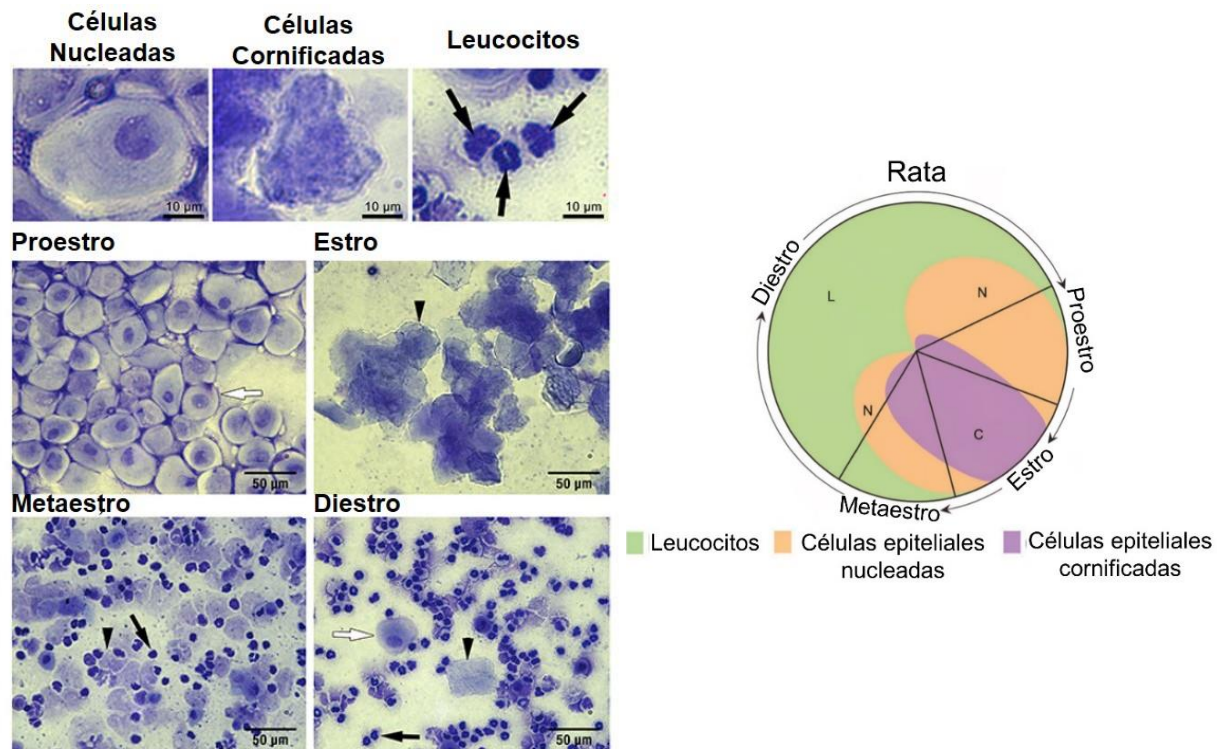 Células
Nucleadas
Células
Cornificadas
Leucocitos
10 µm
10 µm
10 µm
Proestro
Estro
50 µm
50 µm
Metaestro
Diestro
50 µm
50 µm
Rata
Diestro
Proestro
Estro
Metaestro
L
N
N
C
Leucocitos
Células epiteliales
nucleadas
Células epiteliales
cornificadas